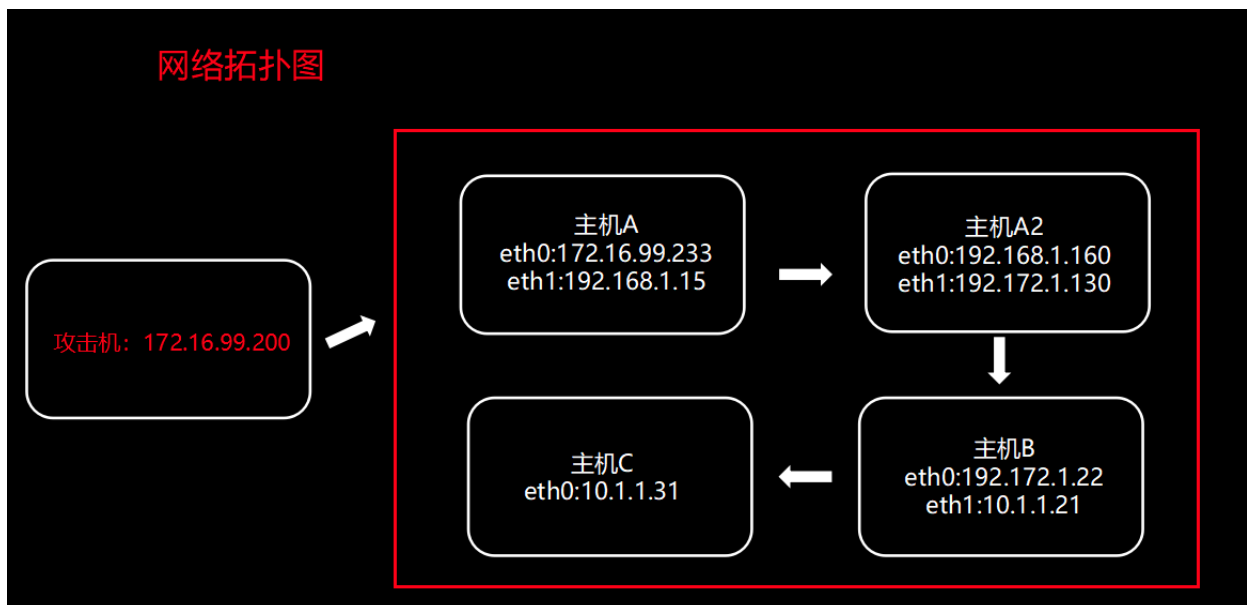 网络拓扑图
攻击机：172.16.99.200
主机A
eth0:172.16.99.233
eth1:192.168.1.15
主机A2
eth0:192.168.1.160
eth1:192.172.1.130
主机C
eth0:10.1.1.31
主机B
eth0:192.172.1.22
eth1:10.1.1.21